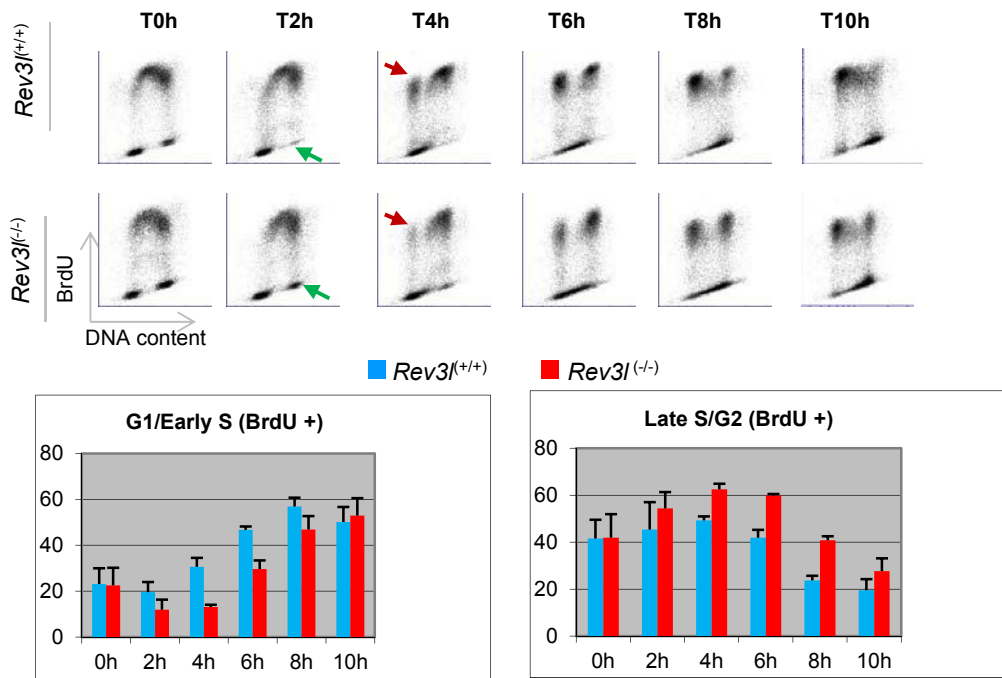 T0h T2h T4h T6h T8h T10h
Rev3l(+/+)
Rev3l(-/-)
BrdU
DNA content
Rev3l(+/+) Rev3l (-/-)
G1/Early S (BrdU +)
80
60
40
20
0
0h 2h 4h 6h 8h 10h
Late S/G2 (BrdU +)
80
60
40
20
0
0h 2h 4h 6h 8h 10h